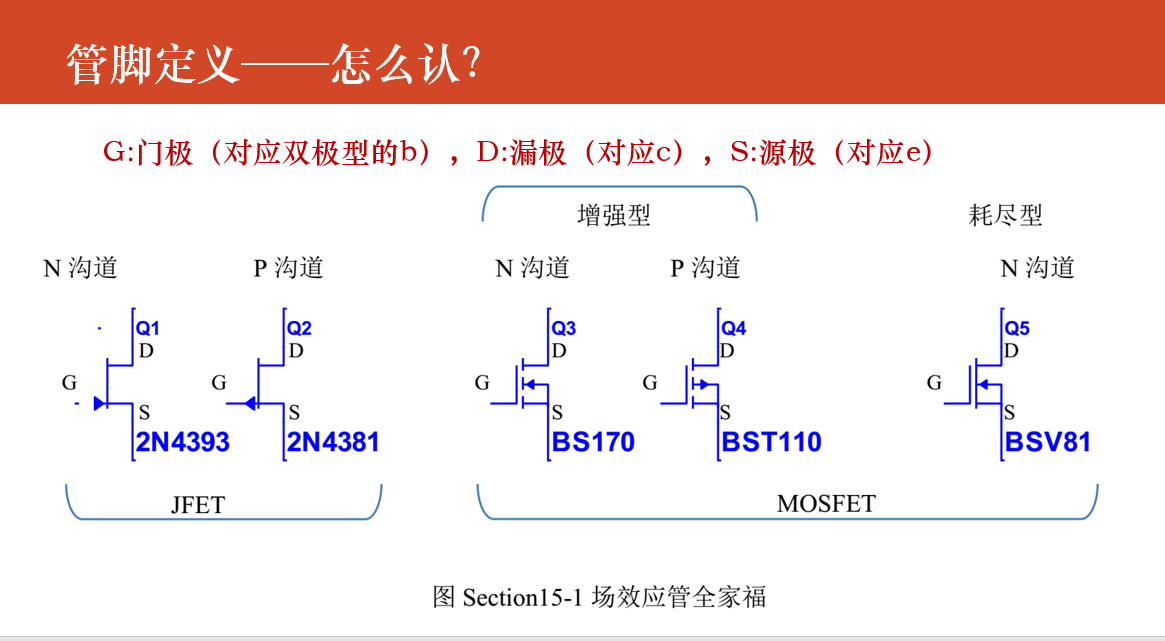 管脚定义——怎么认?
G:门极（对应双极型的b），D:漏极（对应c），S:源极（对应e）
增强型
耗尽型
N 沟道
P 沟道
N 沟道
P 沟道
N 沟道
Q1
D
G
S
2N4393
Q2
D
G
S
2N4381
Q3
D
G
S
BS170
Q4
D
G
S
BST110
Q5
D
G
S
BSV81
JFET
MOSFET
图 Section15-1 场效应管全家福